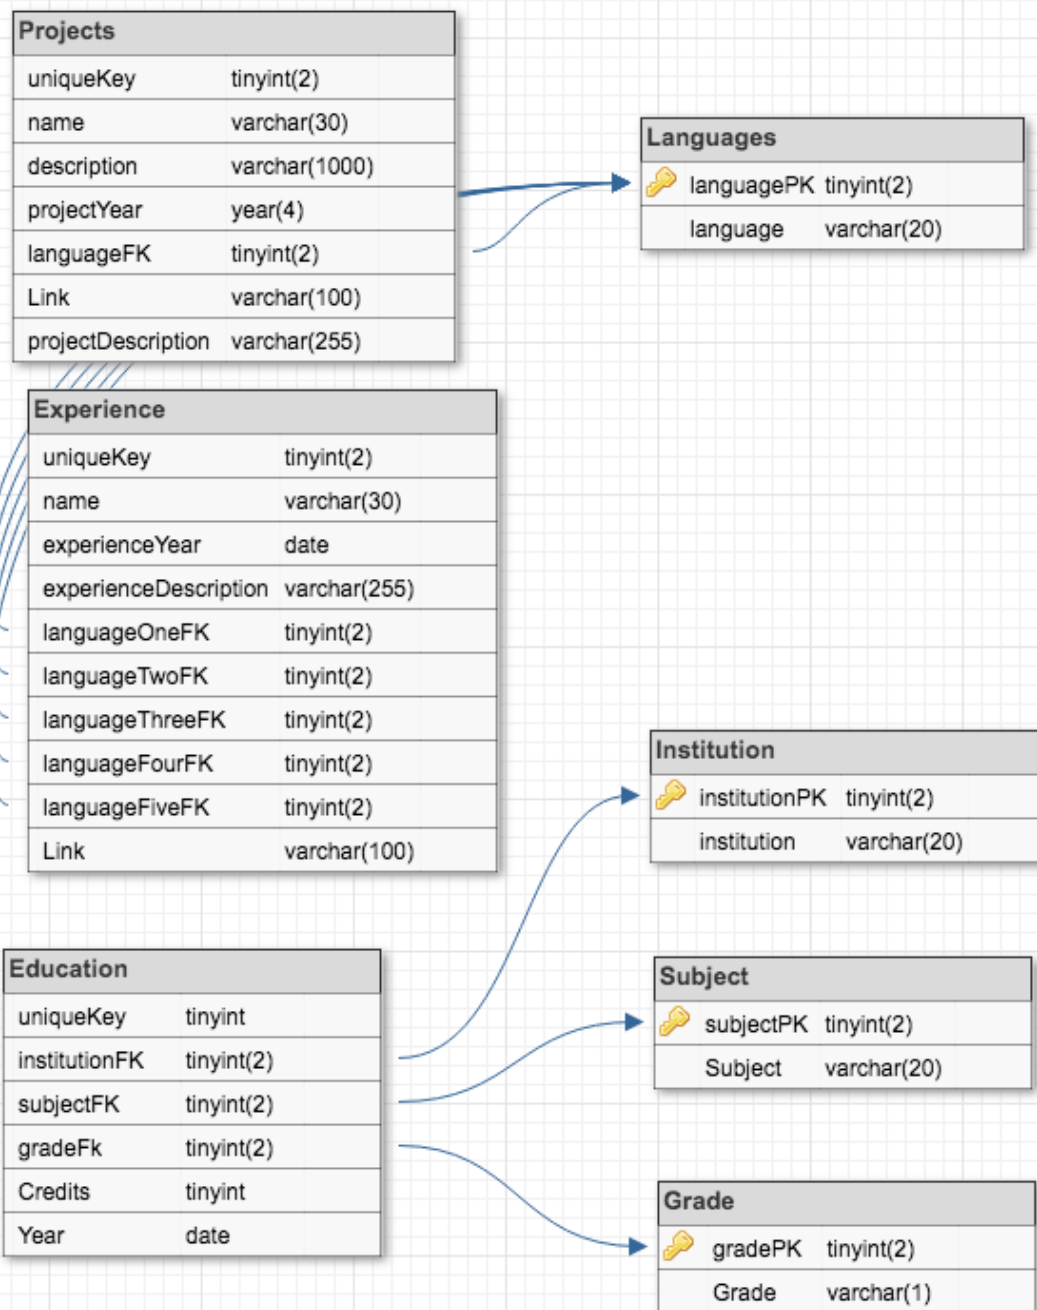 Projects
uniqueKey tinyint(2)
name varchar(30)
description varchar(1000)
projectYear year(4)
languageFK tinyint(2)
Link varchar(100)
projectDescription varchar(255)
Languages
languagePK tinyint(2)
language varchar(20)
Experience
uniqueKey tinyint(2)
name varchar(30)
experienceYear date
experienceDescription varchar(255)
languageOneFK tinyint(2)
languageTwoFK tinyint(2)
languageThreeFK tinyint(2)
languageFourFK tinyint(2)
languageFiveFK tinyint(2)
Link varchar(100)
Institution
institutionPK tinyint(2)
institution varchar(20)
Education
uniqueKey tinyint
institutionFK tinyint(2)
subjectFK tinyint(2)
gradeFk tinyint(2)
Credits tinyint
Year date
Subject
subjectPK tinyint(2)
Subject varchar(20)
Grade
gradePK tinyint(2)
Grade varchar(1)